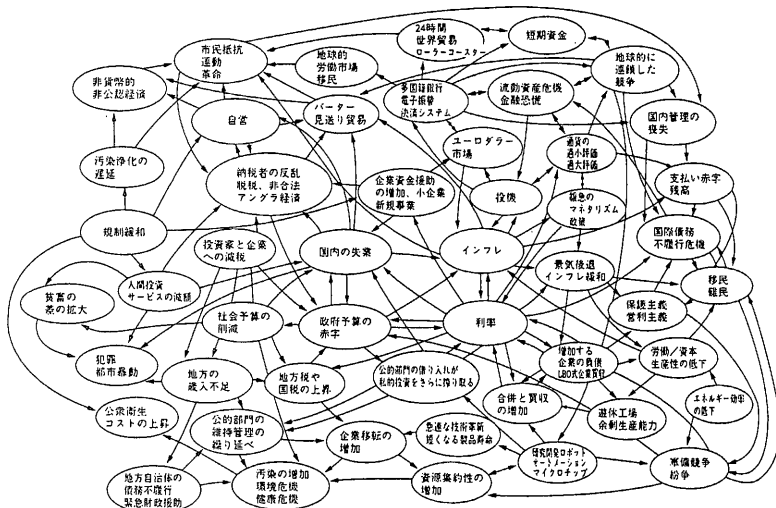 24時間
世界貿易
ローラーコースター
短期資金
市民抵抗
運動
革命
地球的
労働市場
移民
地球的に
連鎖した
競争
非貨幣的
非公認経済
多国籍銀行
電子振替
決済システム
流動資産危機
金融恐慌
バーター
見送り貿易
国内管理の
喪失
自営
ユーロダラー
市場
通貨の
過小評価
過大評価
汚染浄化の
遅延
納税者の反乱
脱税、非合法
アングラ経済
企業資金援助
の増加、小企業
新規事業
投機
支払い赤字
残高
緊急の
マネタリズム
政策
規制緩和
投資家と企業
への減税
国内の失業
インフレ
国際債務
不履行危機
景気後退
インフレ緩和
移民
難民
人間投資
サービスの減額
貧富の
差の拡大
保護主義
営利主義
社会予算の
削減
政府予算の
赤字
利率
犯罪
都市暴動
地方の
歳入不足
地方税や
国税の上昇
公的部門の借り入れが
私的投資をさらに搾り取る
増加する
企業の負債
LBO式企業買収
労働／資本
生産性の低下
公衆衛生
コストの上昇
公的部門の
維持管理の
繰り延べ
企業移転の
増加
急速な技術革新
短くなる製品寿命
合併と買収
の増加
遊休工場
余剰生産能力
エネルギー効率
の低下
地方自治体の
債務不履行
緊急財政援助
汚染の増加
環境危機
健康危機
資源集約性の
増加
研究開発ロボット
オートメーション
マイクロチップ
軍備競争
紛争